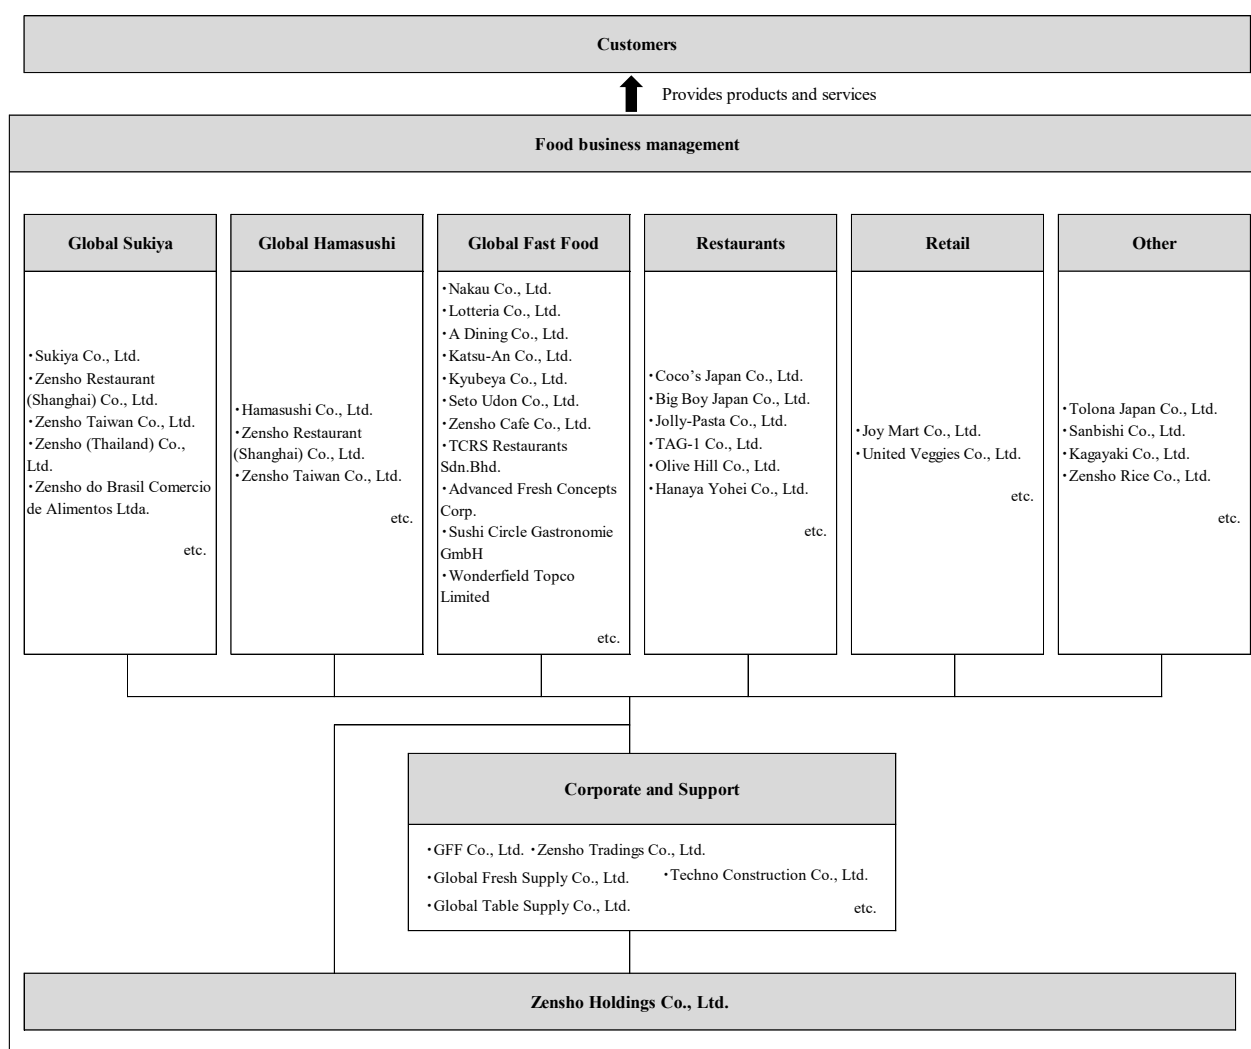 Customers
Provides products and services
Food business management
Global Sukiya
・Sukiya Co., Ltd.
・Zensho Restaurant
(Shanghai) Co., Ltd.
・Zensho Taiwan Co., Ltd.
・Zensho (Thailand) Co.,
Ltd.
・Zensho do Brasil Comercio
de Alimentos Ltda.
etc.
Global Hamasushi
・Hamasushi Co., Ltd.
・Zensho Restaurant
(Shanghai) Co., Ltd.
・Zensho Taiwan Co., Ltd.
etc.
Global Fast Food
・Nakau Co., Ltd.
・Lotteria Co., Ltd.
・A Dining Co., Ltd.
・Katsu-An Co., Ltd.
・Kyubeya Co., Ltd.
・Seto Udon Co., Ltd.
・Zensho Cafe Co., Ltd.
・TCRS Restaurants
Sdn.Bhd.
・Advanced Fresh Concepts
Corp.
・Sushi Circle Gastronomie
GmbH
・Wonderfield Topco
Limited
etc.
Restaurants
・Coco’s Japan Co., Ltd.
・Big Boy Japan Co., Ltd.
・Jolly-Pasta Co., Ltd.
・TAG-1 Co., Ltd.
・Olive Hill Co., Ltd.
・Hanaya Yohei Co., Ltd.
etc.
Retail
・Joy Mart Co., Ltd.
・United Veggies Co., Ltd.
etc.
Other
・Tolona Japan Co., Ltd.
・Sanbishi Co., Ltd.
・Kagayaki Co., Ltd.
・Zensho Rice Co., Ltd.
etc.
Corporate and Support
・GFF Co., Ltd. ・Zensho Tradings Co., Ltd.
・Global Fresh Supply Co., Ltd. ・Techno Construction Co., Ltd.
・Global Table Supply Co., Ltd. etc.
Zensho Holdings Co., Ltd.